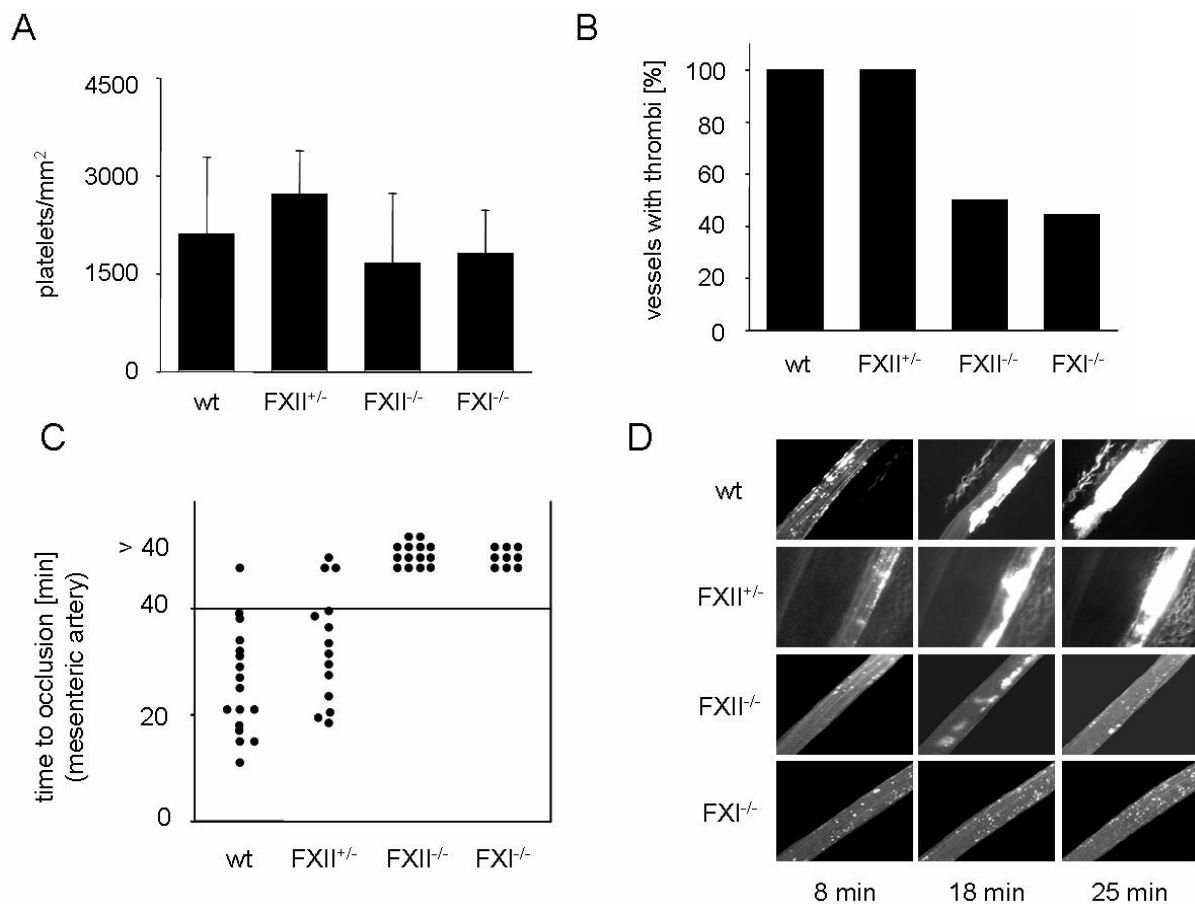 A
platelets/mm²
4500
3000
1500
0
wt FXII+/- FXII-/- FXI-/-
B
vessels with thrombi [%]
100
80
60
40
20
0
wt FXII+/- FXII-/- FXI-/-
C
time to occlusion [min]
(mesenteric artery)
> 40
40
20
0
wt FXII+/- FXII-/- FXI-/-
D
wt
FXII+/-
FXII-/-
FXI-/-
8 min 18 min 25 min